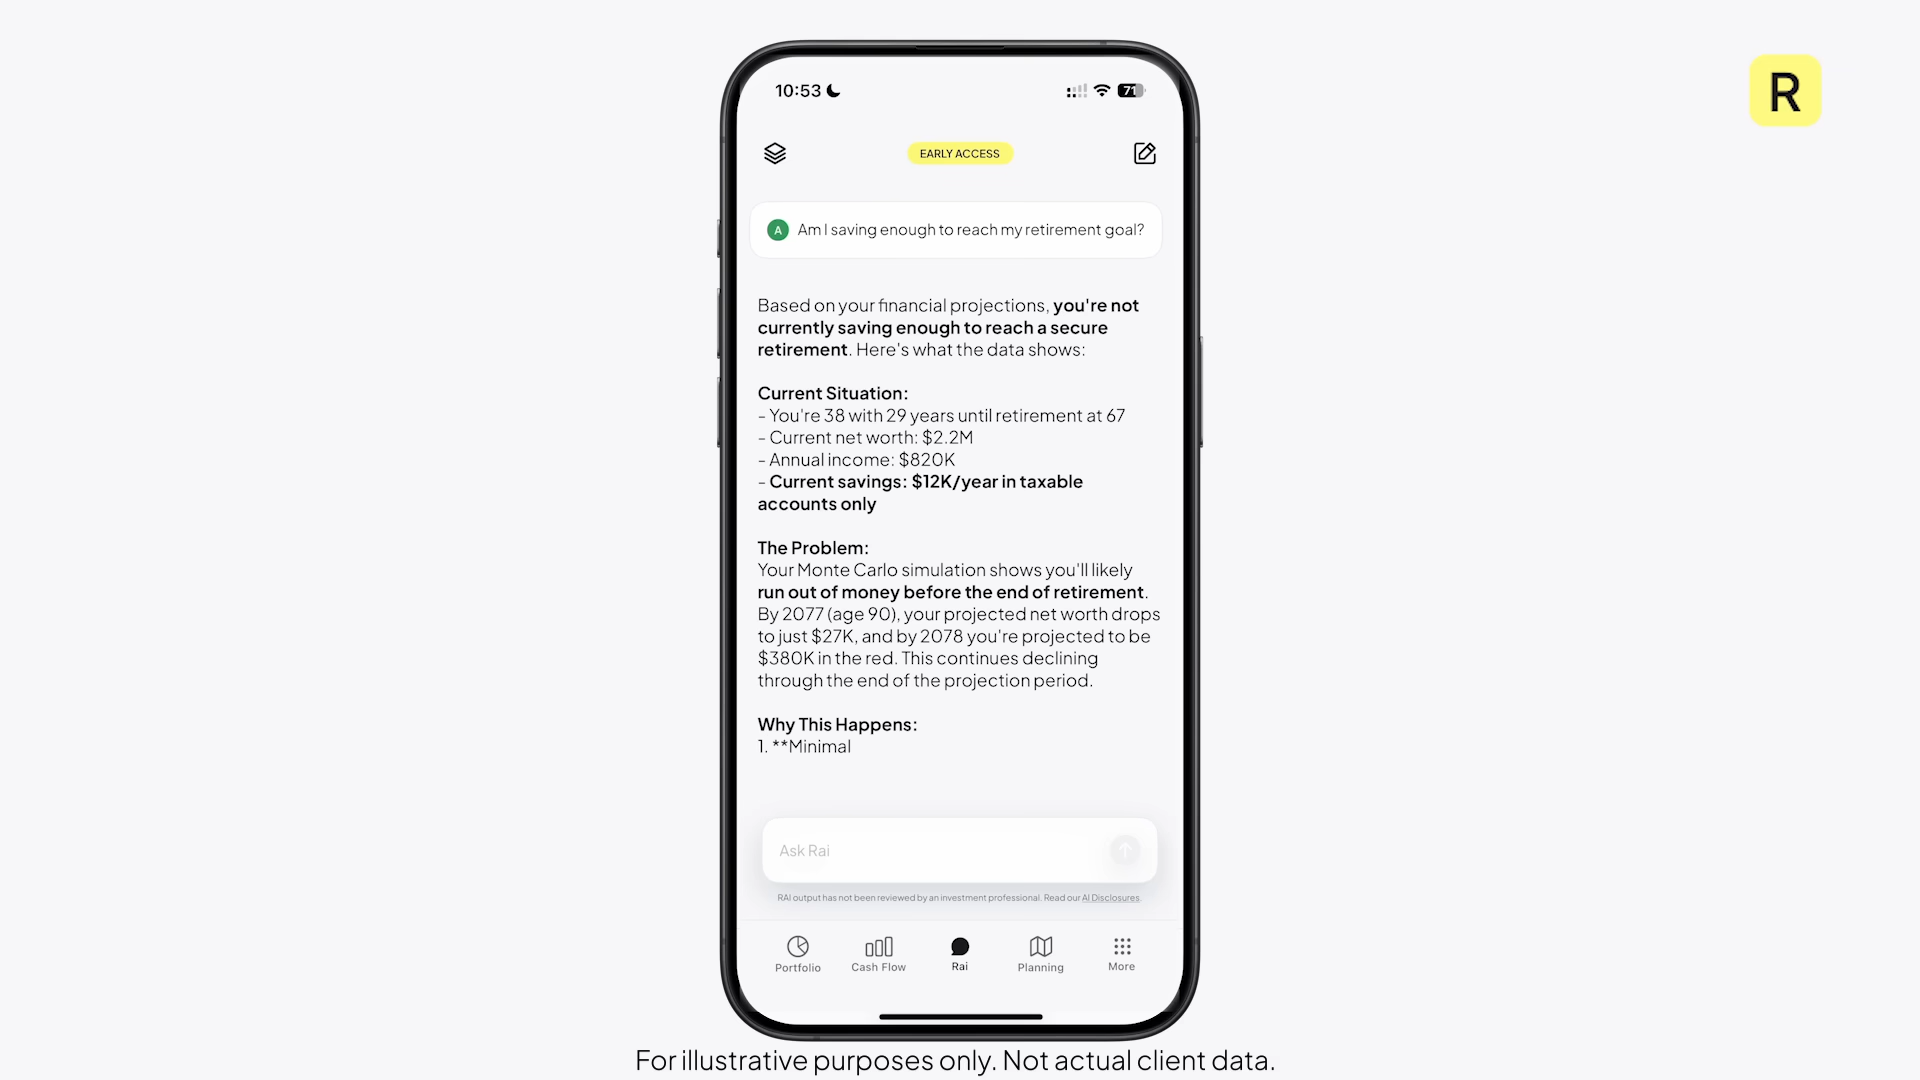 10:53
71
R
EARLY ACCESS
A
Am I saving enough to reach my retirement goal?
Based on your financial projections, you're not
currently saving enough to reach a secure
retirement. Here's what the data shows:
Current Situation:
- You're 38 with 29 years until retirement at 67
- Current net worth: $2.2M
- Annual income: $820K
- Current savings: $12K/year in taxable
accounts only
The Problem:
Your Monte Carlo simulation shows you'll likely
run out of money before the end of retirement.
By 2077 (age 90), your projected net worth drops
to just $27K, and by 2078 you're projected to be
$380K in the red. This continues declining
through the end of the projection period.
Why This Happens:
1. **Minimal
Ask Rai
RAI output has not been reviewed by an investment professional. Read our AI Disclosures.
Portfolio
Cash Flow
Rai
Planning
More
For illustrative purposes only. Not actual client data.